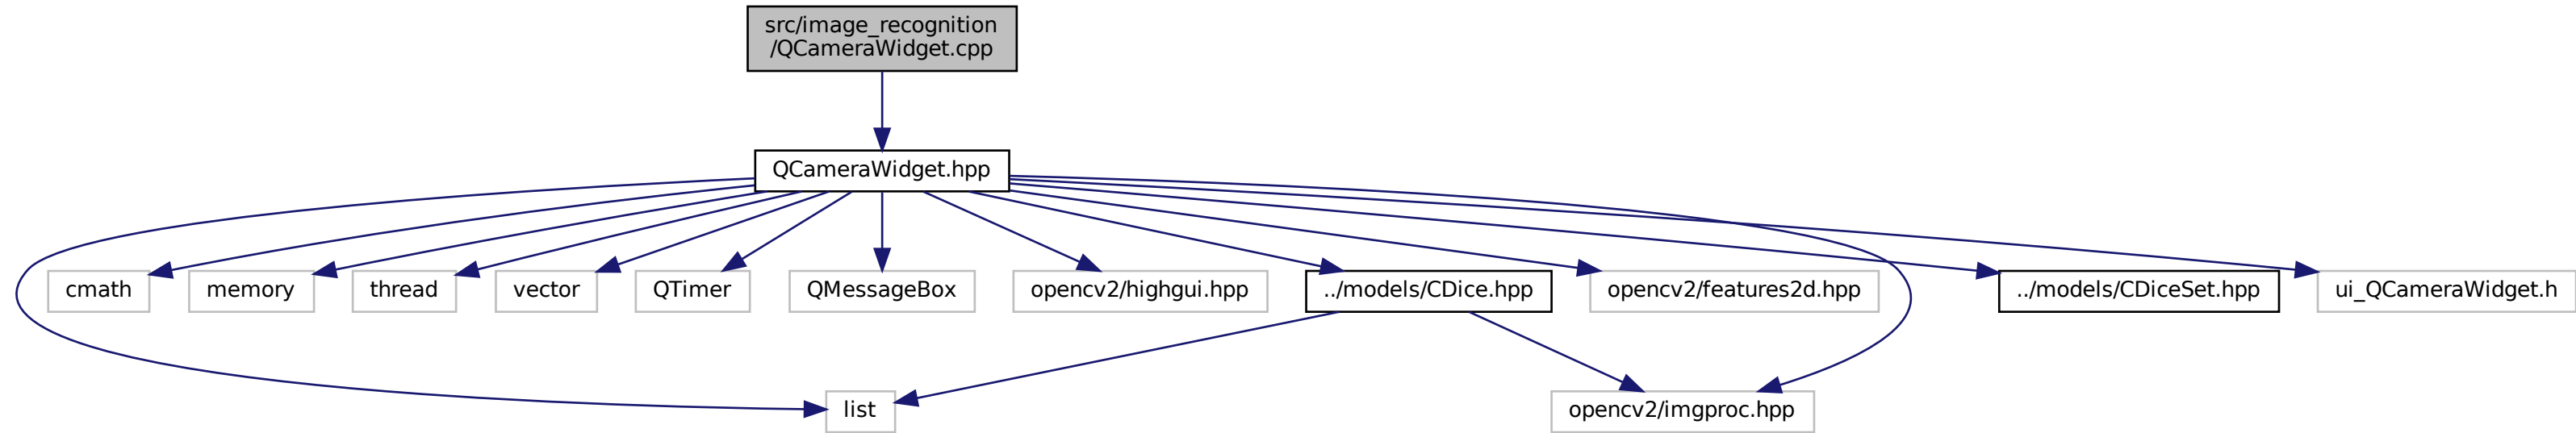 src/image_recognition
/QCameraWidget.cpp
QCameraWidget.hpp
cmath
memory
thread
vector
QTimer
QMessageBox
opencv2/highgui.hpp
../models/CDice.hpp
opencv2/features2d.hpp
../models/CDiceSet.hpp
ui_QCameraWidget.h
list
opencv2/imgproc.hpp